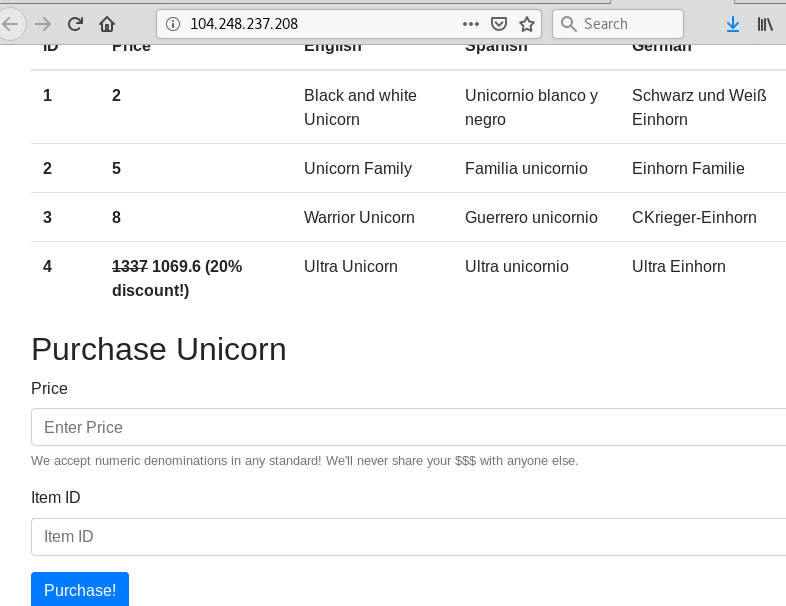 104.248.237.208
Search
ID Price English Spanish German
1 2 Black and white Unicornio blanco y Schwarz und Weiß
Unicorn negro Einhorn
2 5 Unicorn Family Familia unicornio Einhorn Familie
3 8 Warrior Unicorn Guerrero unicornio CKrieger-Einhorn
4 1337 1069.6 (20% Ultra Unicorn Ultra unicornio Ultra Einhorn
discount!)
Purchase Unicorn
Price
Enter Price
We accept numeric denominations in any standard! We'll never share your $$$ with anyone else.
Item ID
Item ID
Purchase!